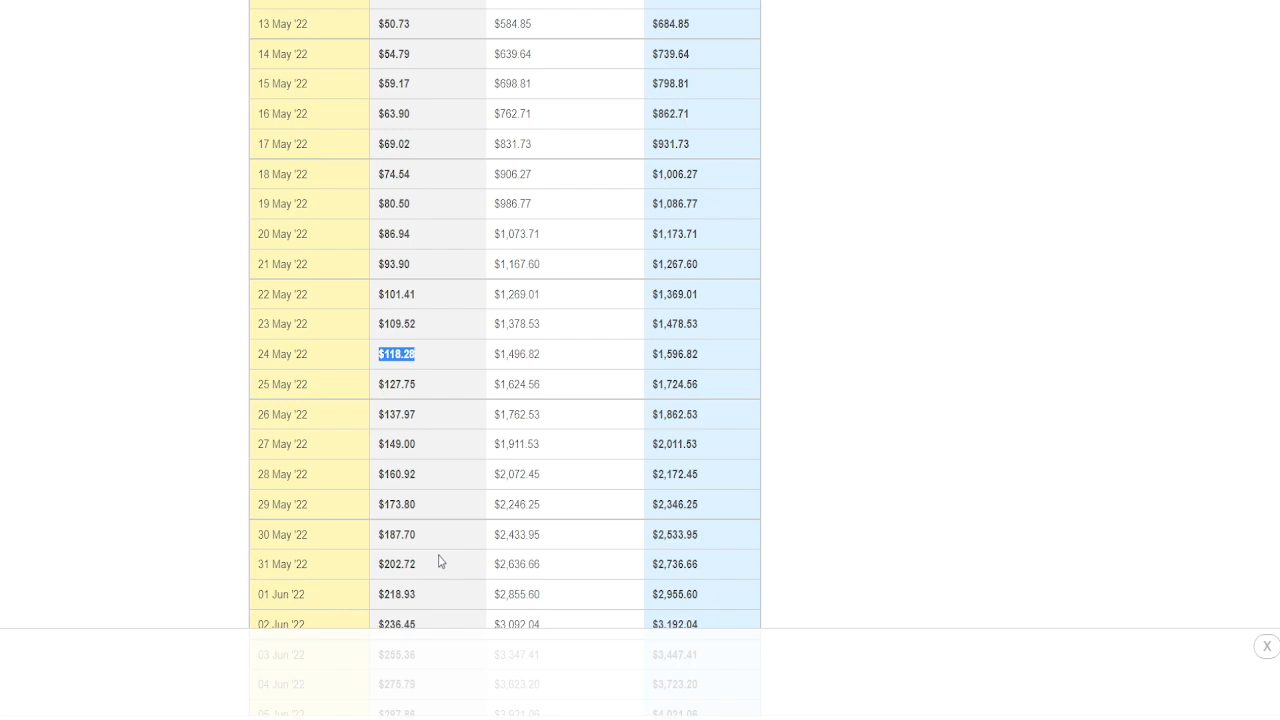 13 May '22 $50.73 $584.85 $684.85
14 May '22 $54.79 $639.64 $739.64
15 May '22 $59.17 $698.81 $798.81
16 May '22 $63.90 $762.71 $862.71
17 May '22 $69.02 $831.73 $931.73
18 May '22 $74.54 $906.27 $1,006.27
19 May '22 $80.50 $986.77 $1,086.77
20 May '22 $86.94 $1,073.71 $1,173.71
21 May '22 $93.90 $1,167.60 $1,267.60
22 May '22 $101.41 $1,269.01 $1,369.01
23 May '22 $109.52 $1,378.53 $1,478.53
24 May '22 $118.28 $1,496.82 $1,596.82
25 May '22 $127.75 $1,624.56 $1,724.56
26 May '22 $137.97 $1,762.53 $1,862.53
27 May '22 $149.00 $1,911.53 $2,011.53
28 May '22 $160.92 $2,072.45 $2,172.45
29 May '22 $173.80 $2,246.25 $2,346.25
30 May '22 $187.70 $2,433.95 $2,533.95
31 May '22 $202.72 $2,636.66 $2,736.66
01 Jun '22 $218.93 $2,855.60 $2,955.60
02 Jun '22 $236.45 $3,092.04 $3,192.04
X
03 Jun '22 $255.36 $3,347.41 $3,447.41
04 Jun '22 $275.79 $3,623.20 $3,723.20
05 Jun '22 $297.86 $3,921.06 $4,021.06